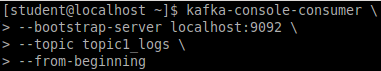 [student@localhost ~]$ kafka-console-consumer \
> --bootstrap-server localhost:9092 \
> --topic topic1_logs \
> --from-beginning